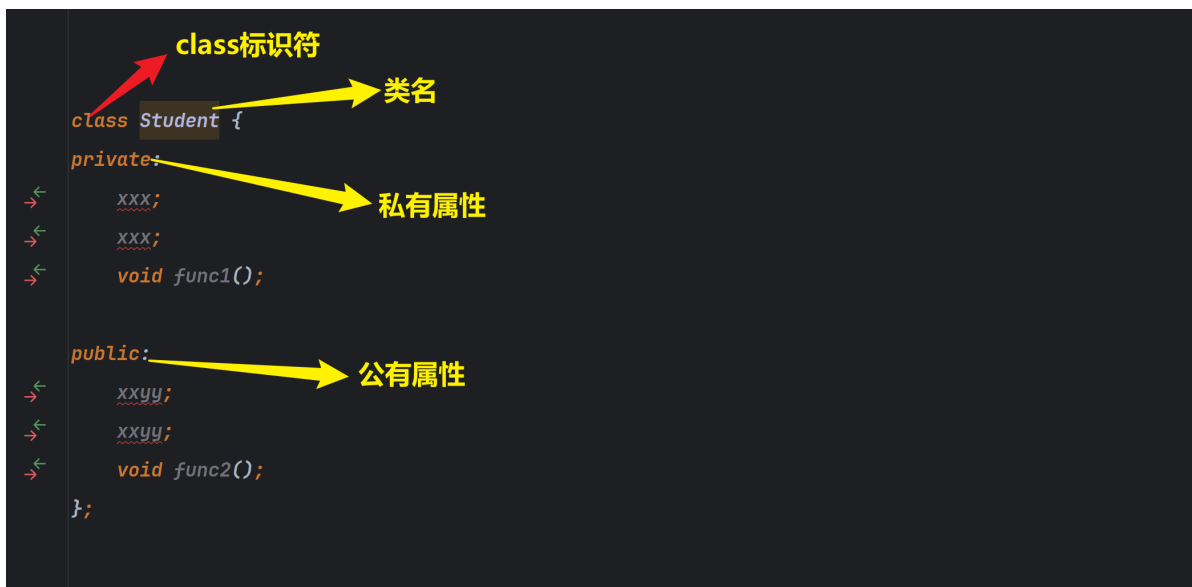 class标识符
类名
class Student {
private:
私有属性
xxx;
xxx;
void func1();
public:
公有属性
xxyy;
xxyy;
void func2();
};